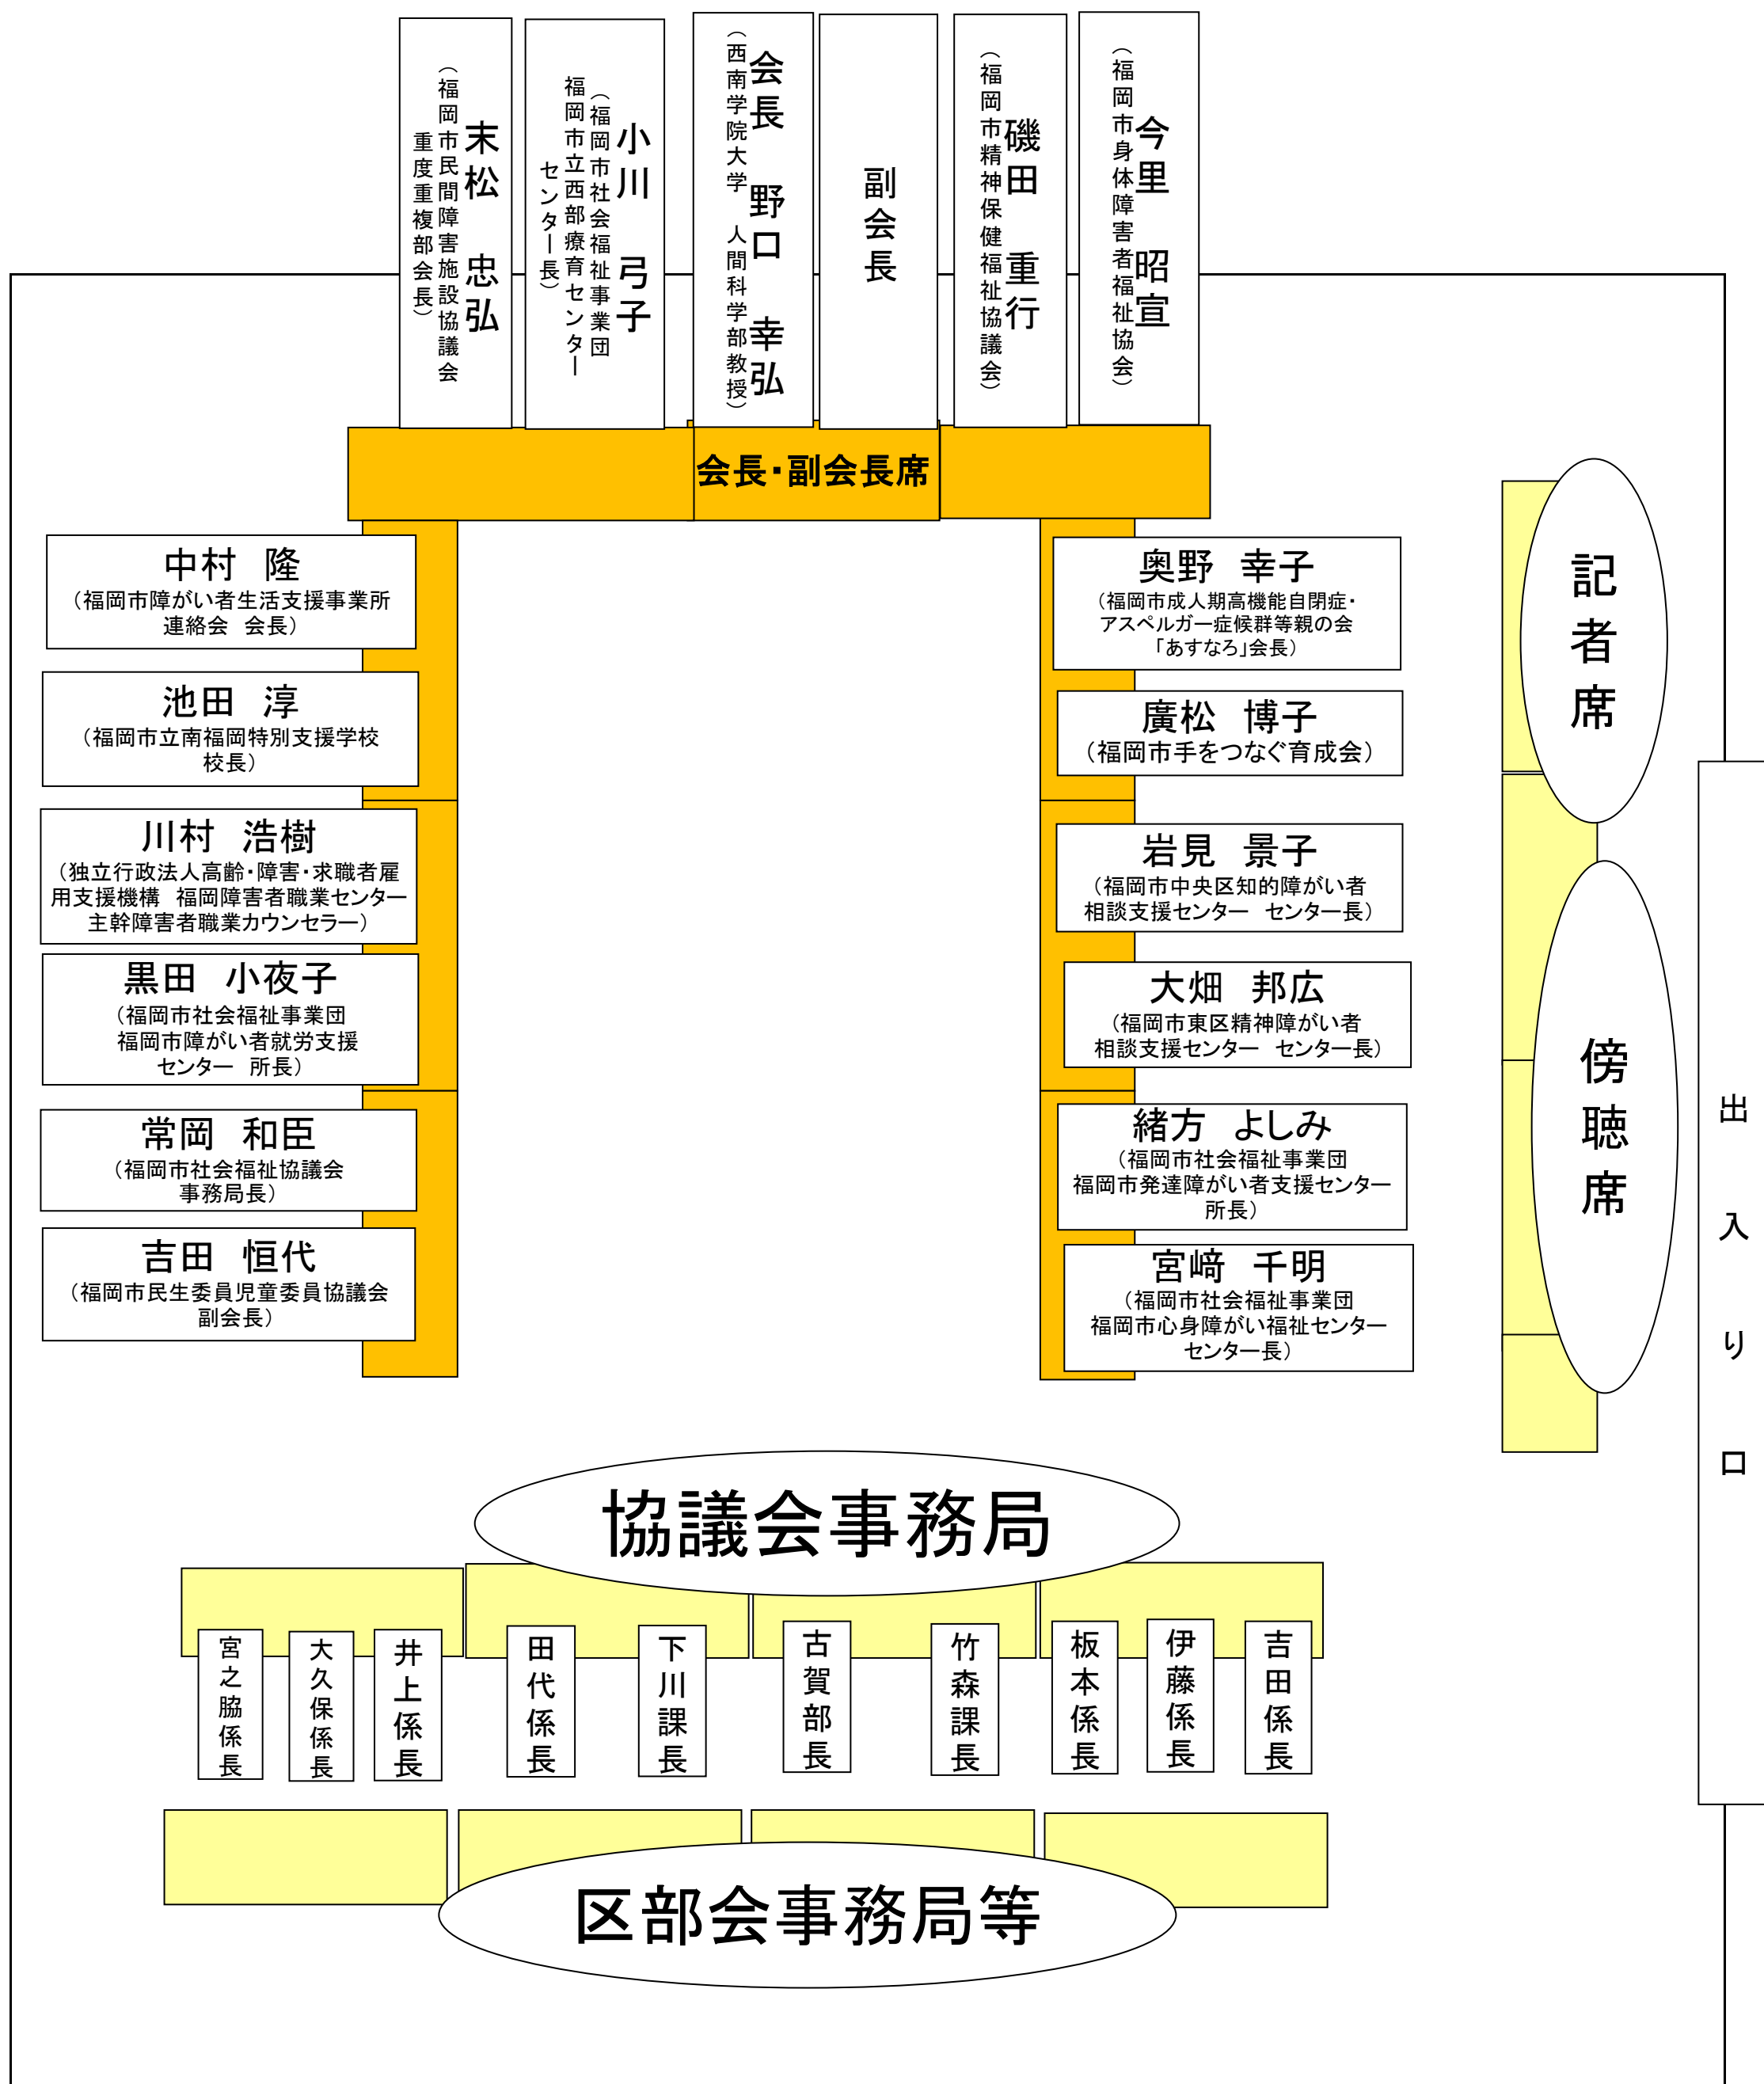 末松　忠弘
（福岡市民間障害施設協議会
重度重複部会長）
小川　弓子
（福岡市社会福祉事業団
福岡市立西部療育センター
センター長）
会長　野口　幸弘
（西南学院大学　人間科学部教授）
副会長
磯田　重行
（福岡市精神保健福祉協議会）
今里　昭宣
（福岡市身体障害者福祉協会）
会長・副会長席
中村　隆
（福岡市障がい者生活支援事業所
連絡会　会長）
池田　淳
（福岡市立南福岡特別支援学校
校長）
川村　浩樹
（独立行政法人高齢・障害・求職者雇
用支援機構　福岡障害者職業センター
主幹障害者職業カウンセラー）
黒田　小夜子
（福岡市社会福祉事業団
福岡市障がい者就労支援
センター　所長）
常岡　和臣
（福岡市社会福祉協議会
事務局長）
吉田　恒代
（福岡市民生委員児童委員協議会
副会長）
奥野　幸子
（福岡市成人期高機能自閉症・
アスペルガー症候群等親の会
「あすなろ」会長）
廣松　博子
（福岡市手をつなぐ育成会）
岩見　景子
（福岡市中央区知的障がい者
相談支援センター　センター長）
大畑　邦広
（福岡市東区精神障がい者
相談支援センター　センター長）
緒方　よしみ
（福岡市社会福祉事業団
福岡市発達障がい者支援センター
所長）
宮﨑　千明
（福岡市社会福祉事業団
福岡市心身障がい福祉センター
センター長）
記者席
傍聴席
出入り口
協議会事務局
宮之脇係長
大久保係長
井上係長
田代係長
下川課長
古賀部長
竹森課長
板本係長
伊藤係長
吉田係長
区部会事務局等